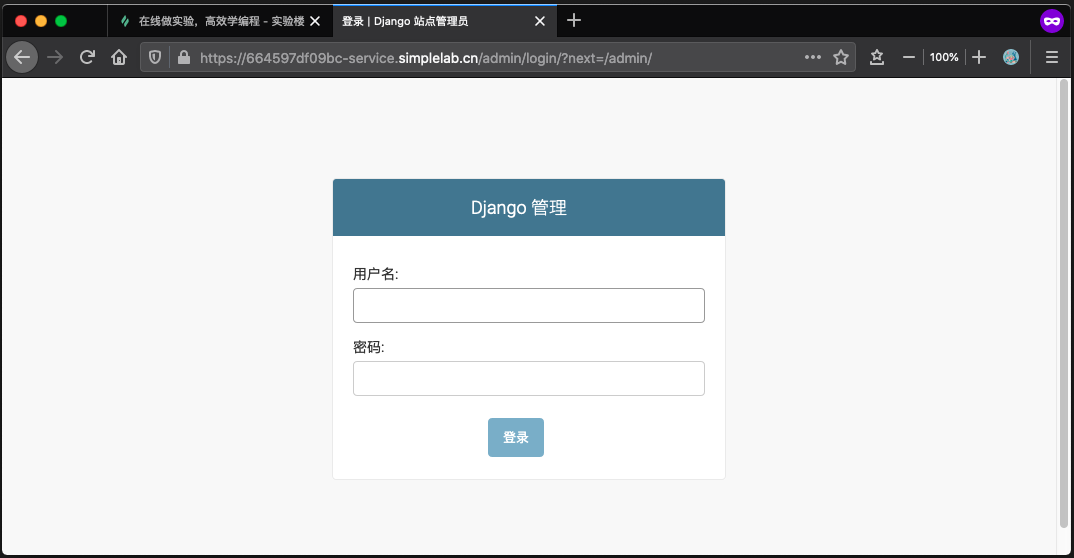 在线做实验，高效学编程 - 实验楼
登录 | Django 站点管理员
https://664597df09bc-service.simplelab.cn/admin/login/?next=/admin/
100%
Django 管理
用户名:
密码:
登录